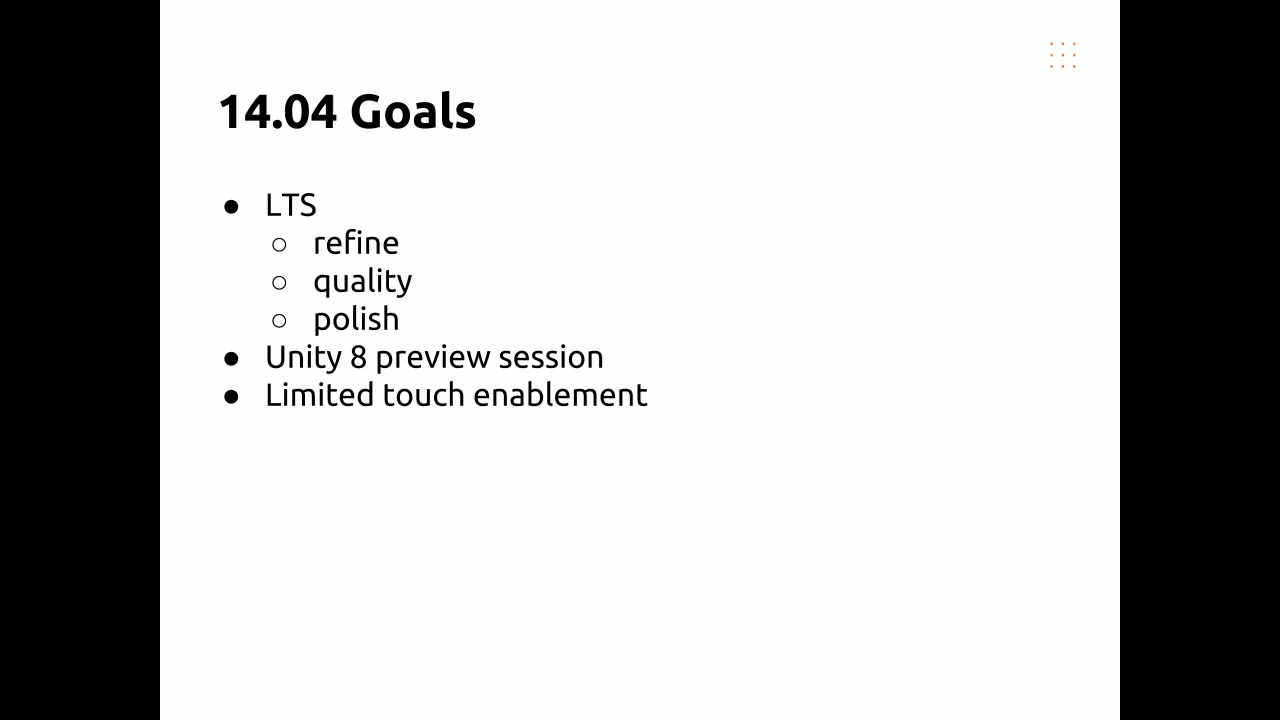 14.04 Goals
● LTS
○ refine
○ quality
○ polish
● Unity 8 preview session
● Limited touch enablement